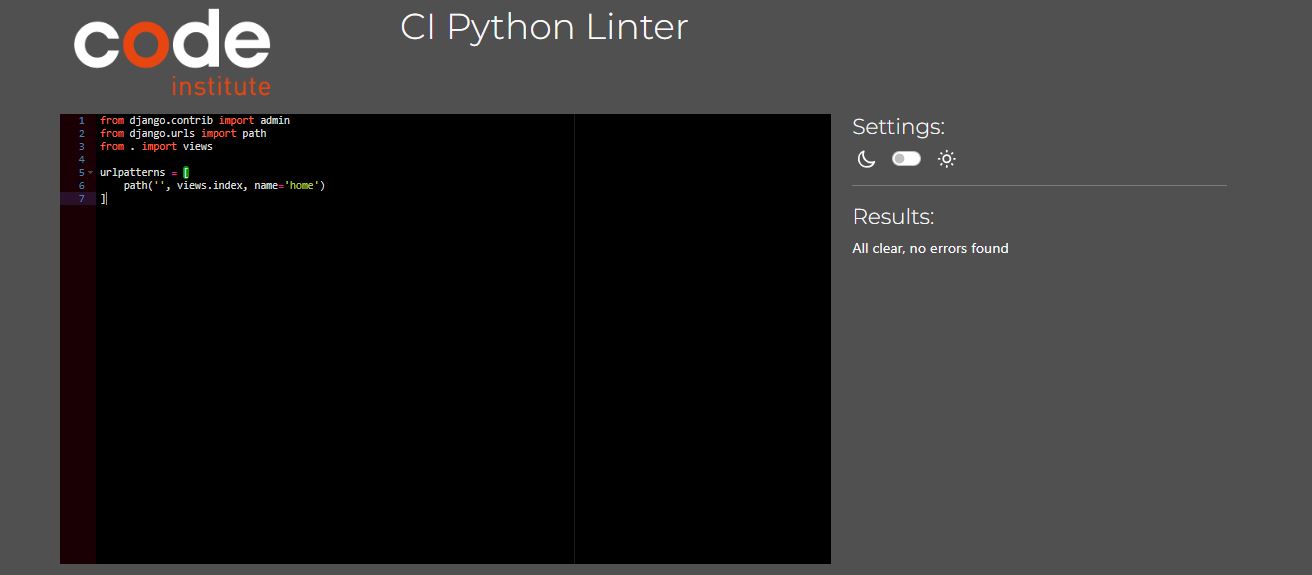 code
institute
CI Python Linter
1 from django.contrib import admin
2 from django.urls import path
3 from . import views
4
5 urlpatterns = [
6     path('', views.index, name='home')
7 ]
Settings:
Results:
All clear, no errors found